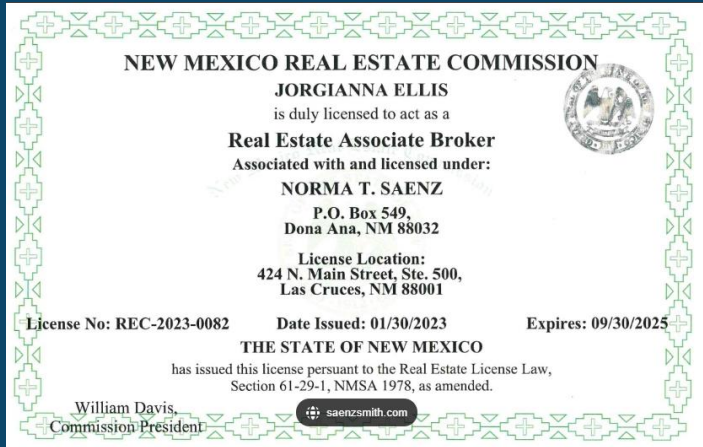 NEW MEXICO REAL ESTATE COMMISSION
JORGIANNA ELLIS
is duly licensed to act as a
Real Estate Associate Broker
Associated with and licensed under:
NORMA T. SAENZ
P.O. Box 549,
Dona Ana, NM 88032
License Location:
424 N. Main Street, Ste. 500,
Las Cruces, NM 88001
License No: REC-2023-0082 Date Issued: 01/30/2023 Expires: 09/30/2025
THE STATE OF NEW MEXICO
has issued this license persuant to the Real Estate License Law,
Section 61-29-1, NMSA 1978, as amended.
William Davis,
Commission President
saenzsmith.com